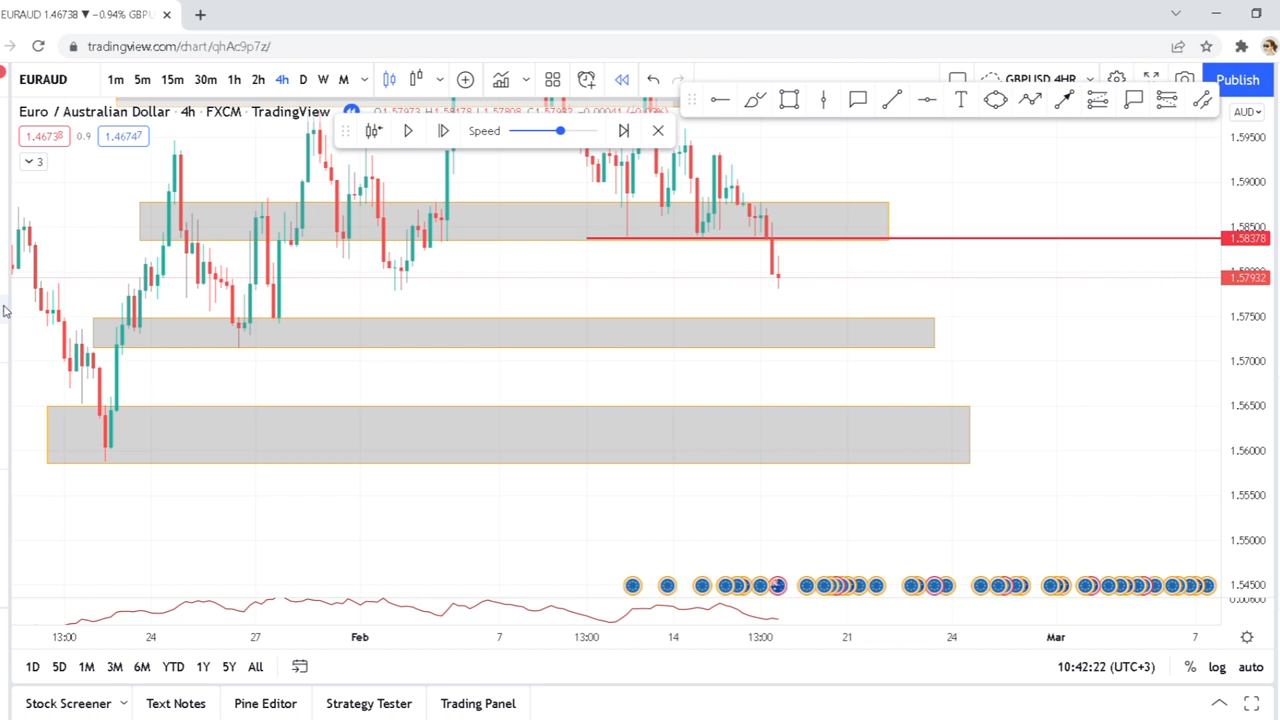 EURAUD 1.46738 ▼ −0.94% GBPU
tradingview.com/chart/qhAc9p7z/
EURAUD 1m 5m 15m 30m 1h 2h 4h D W M GBPUSD 4HR Publish
Euro / Australian Dollar · 4h · FXCM · TradingView
AUD
1.46738 0.9 1.46747
Speed
3
1.59500
1.59000
1.58500
1.58378
1.57932
1.57500
1.57000
1.56500
1.56000
1.55500
1.55000
1.54500
13:00 24 27 Feb 7 13:00 14 13:00 21 24 Mar 7
1D 5D 1M 3M 6M YTD 1Y 5Y All 10:42:22 (UTC+3) % log auto
Stock Screener Text Notes Pine Editor Strategy Tester Trading Panel